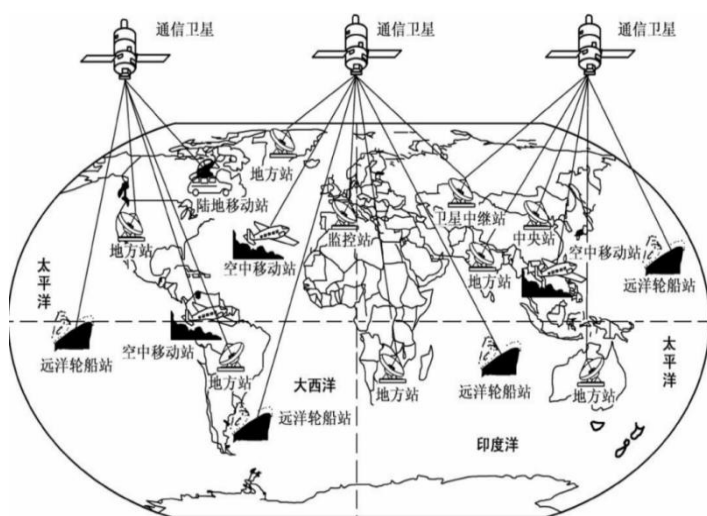 通信卫星
通信卫星
通信卫星
地方站
陆地移动站
卫星中继站
地方站
监控站
中央站
空中移动站
空中移动站
地方站
远洋轮船站
太平洋
远洋轮船站
空中移动站
地方站
大西洋
地方站
远洋轮船站
地方站
太平洋
远洋轮船站
印度洋